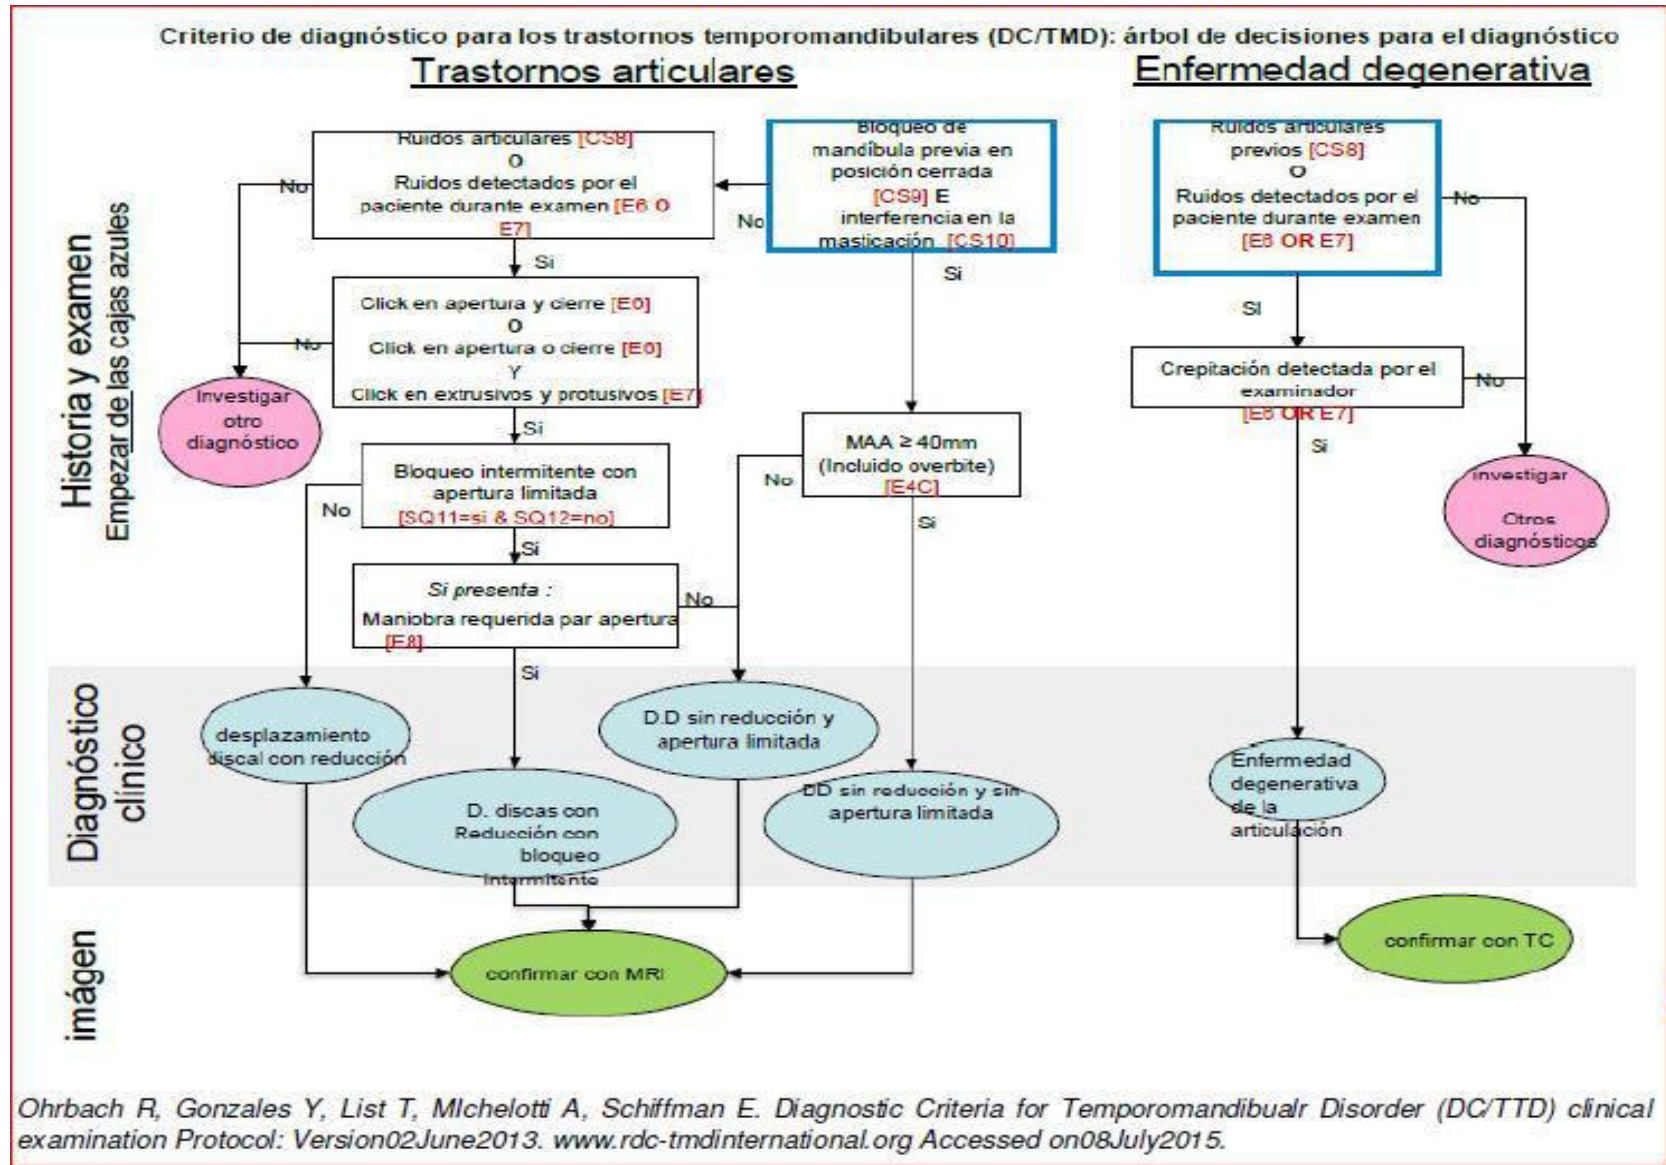 Criterio de diagnóstico para los trastornos temporomandibulares (DC/TMD): árbol de decisiones para el diagnóstico
Trastornos articulares
Enfermedad degenerativa
Historia y examen
Empezar de las cajas azules
Ruidos articulares [CS8]
O
Ruidos detectados por el
paciente durante examen [E6 O
E7]
Bloqueo de
mandíbula previa en
posición cerrada
[CS9] E
interferencia en la
masticación [CS10]
Ruidos articulares
previos [CS8]
O
Ruidos detectados por el
paciente durante examen
[E6 OR E7]
No
No
No
Si
Si
SI
Click en apertura y cierre [E6]
O
Click en apertura o cierre [E6]
Y
Click en extrusivos y protusivos [E7]
No
Crepitación detectada por el
examinador
[E6 OR E7]
No
Investigar
otro
diagnóstico
Si
MAA ≥ 40mm
(Incluido overbite)
[E4C]
No
Si
Si
investigar
Otros
diagnósticos
Bloqueo intermitente con
apertura limitada
[SQ11=si & SQ12=no]
No
Si
Si presenta :
Maniobra requerida par apertura
[E8]
No
Si
Diagnóstico
clínico
desplazamiento
discal con reducción
D. discas con
Reducción con
bloqueo
Intermitente
D.D sin reducción y
apertura limitada
DD sin reducción y sin
apertura limitada
Enfermedad
degenerativa
de la
articulación
imágen
confirmar con MRI
confirmar con TC
Ohrbach R, Gonzales Y, List T, MIchelotti A, Schiffman E. Diagnostic Criteria for Temporomandibualr Disorder (DC/TTD) clinical
examination Protocol: Version02June2013. www.rdc-tmdinternational.org Accessed on08July2015.